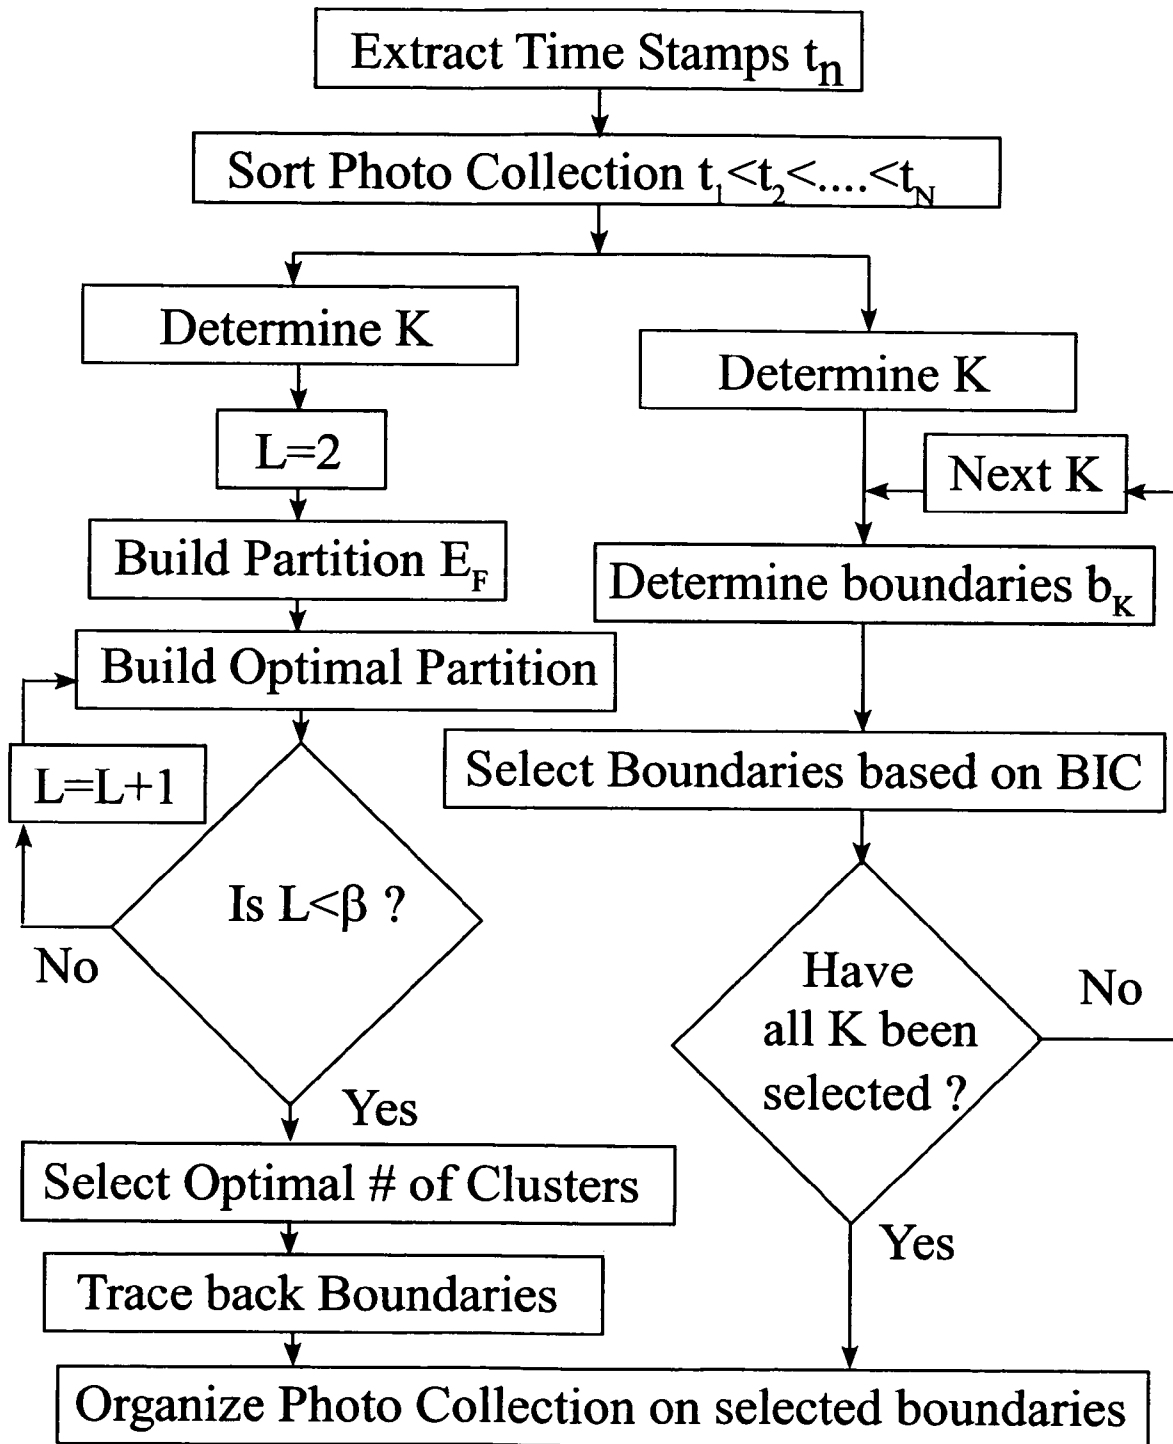 Extract Time Stamps tn
Sort Photo Collection t1<t2<....<tN
Determine K
L=2
Build Partition EF
Build Optimal Partition
L=L+1
Is L<β ?
No
Yes
Select Optimal # of Clusters
Trace back Boundaries
Determine K
Next K
Determine boundaries bK
Select Boundaries based on BIC
Have
all K been
selected ?
No
Yes
Organize Photo Collection on selected boundaries